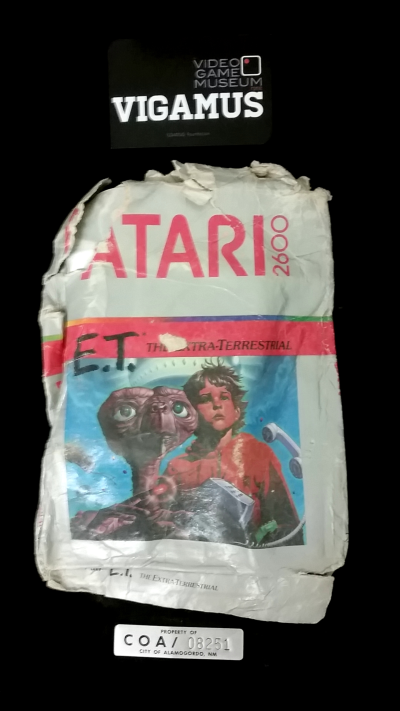 VIDEO
GAME
MUSEUM
VIGAMUS
ATARI 2600
E.T. THE EXTRA-TERRESTRIAL
E.T. THE EXTRA-TERRESTRIAL
PROPERTY OF
COA/ 08251
CITY OF ALAMOGORDO, NM